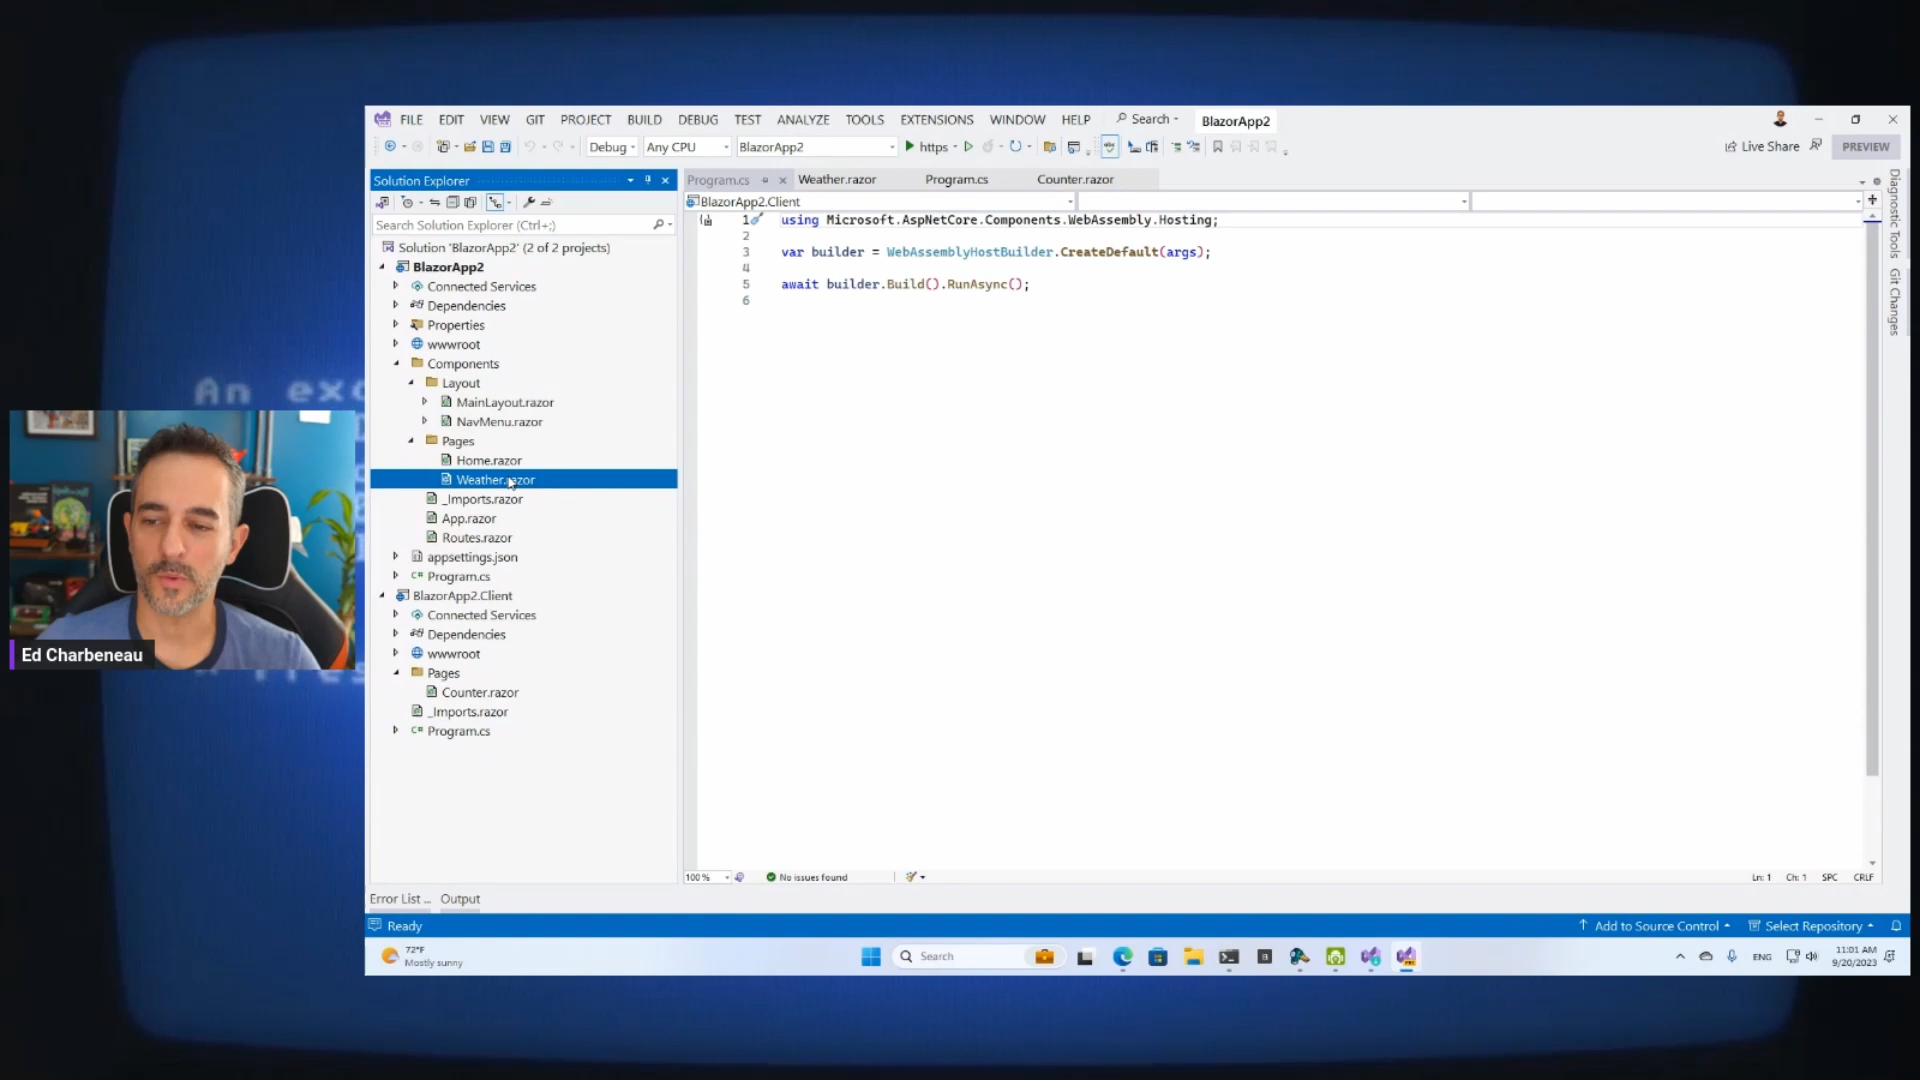 FILE EDIT VIEW GIT PROJECT BUILD DEBUG TEST ANALYZE TOOLS EXTENSIONS WINDOW HELP Search BlazorApp2
Debug Any CPU BlazorApp2 https Live Share PREVIEW
Solution Explorer
Program.cs Weather.razor Program.cs Counter.razor
BlazorApp2.Client
Search Solution Explorer (Ctrl+;)
Solution 'BlazorApp2' (2 of 2 projects)
BlazorApp2
Connected Services
Dependencies
Properties
wwwroot
Components
Layout
MainLayout.razor
NavMenu.razor
Pages
Home.razor
Weather.razor
_Imports.razor
App.razor
Routes.razor
appsettings.json
C# Program.cs
BlazorApp2.Client
Connected Services
Dependencies
wwwroot
Pages
Counter.razor
_Imports.razor
C# Program.cs
1 using Microsoft.AspNetCore.Components.WebAssembly.Hosting;
2
3 var builder = WebAssemblyHostBuilder.CreateDefault(args);
4
5 await builder.Build().RunAsync();
6
Diagnostic Tools
Git Changes
100 % No issues found Ln: 1 Ch: 1 SPC CRLF
Error List ... Output
Ready Add to Source Control Select Repository
72°F
Mostly sunny
Search
ENG
11:01 AM
9/20/2023
An exc
Ed Charbeneau